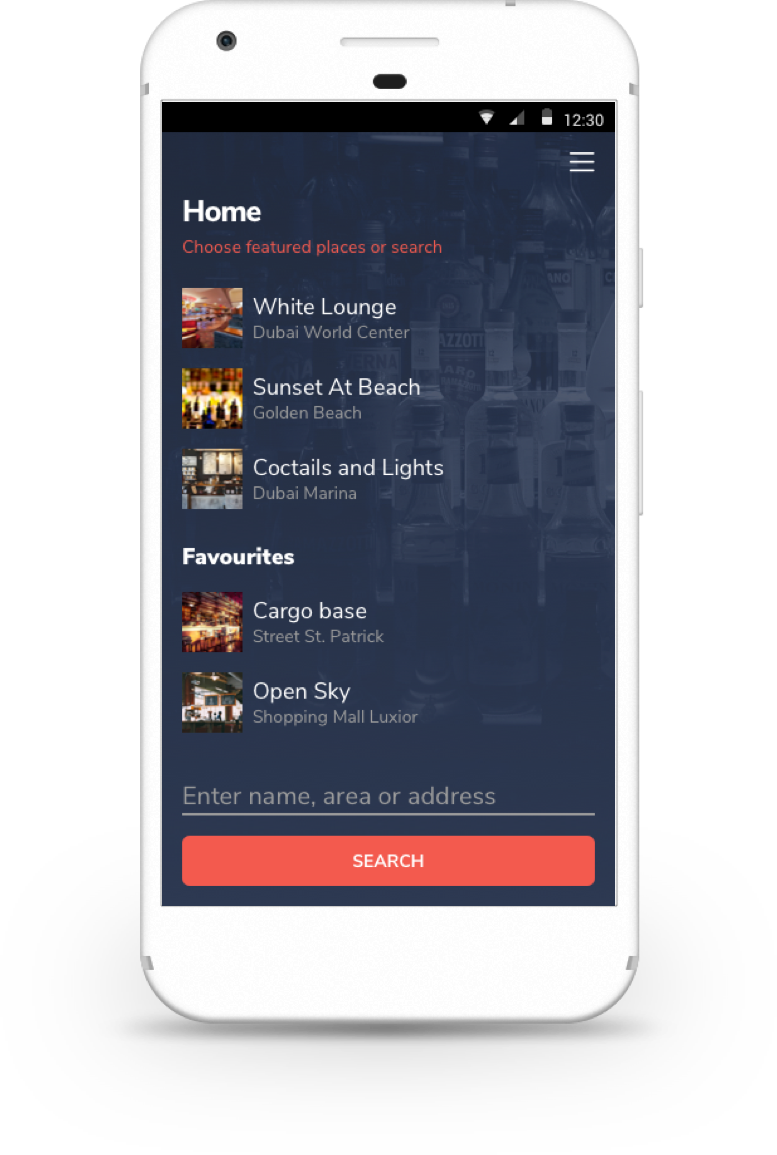 12:30
Home
Choose featured places or search
White Lounge
Dubai World Center
Sunset At Beach
Golden Beach
Coctails and Lights
Dubai Marina
Favourites
Cargo base
Street St. Patrick
Open Sky
Shopping Mall Luxior
Enter name, area or address
SEARCH